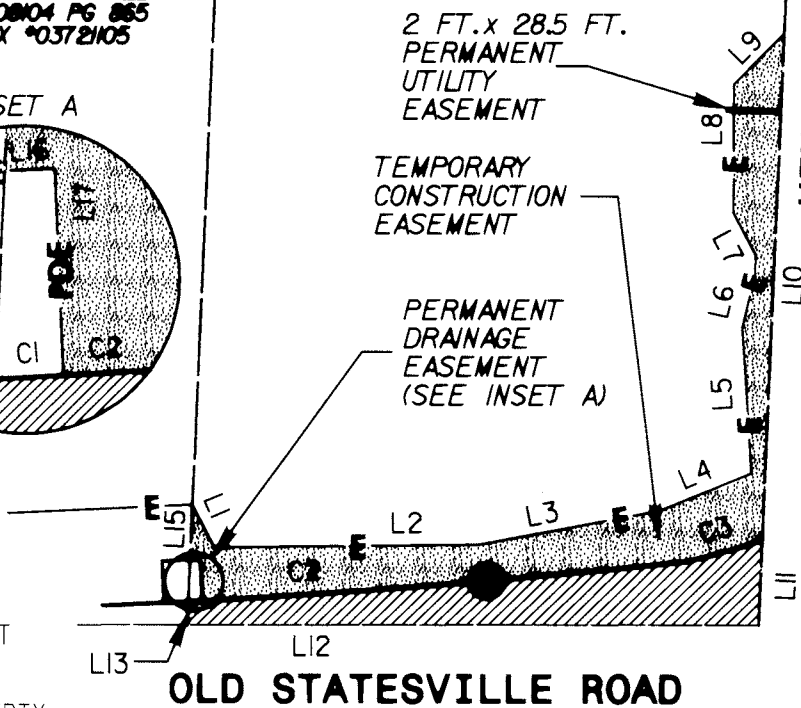 08104 PG 865
X *03721105
SET A
L16
L17
PDE
C1
C2
2 FT. x 28.5 FT.
PERMANENT
UTILITY
EASEMENT
TEMPORARY
CONSTRUCTION
EASEMENT
PERMANENT
DRAINAGE
EASEMENT
(SEE INSET A)
L9
L8
E
L7
L10
L6
E
L5
E
L4
L3
E
L2
E
L1
E
L15
C2
C3
L11
L12
L13
T
OLD STATESVILLE ROAD